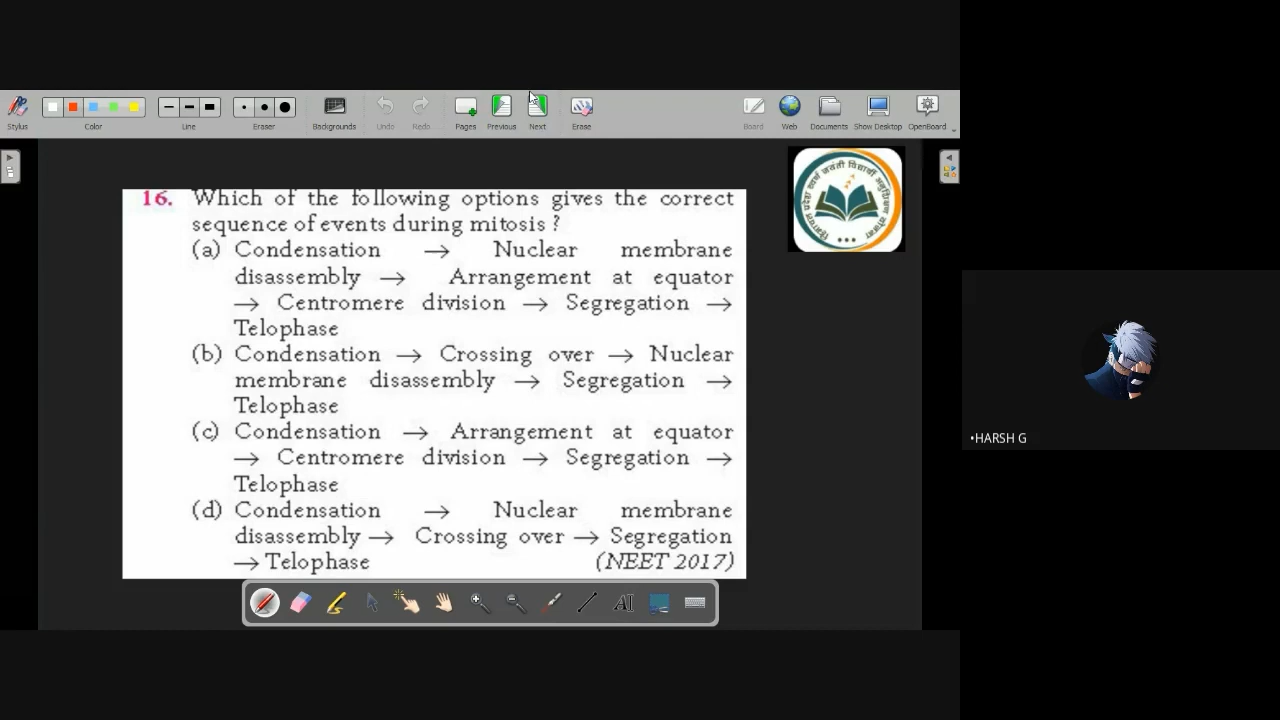 Stylus
Color
Line
Eraser
Backgrounds
Undo
Redo
Pages
Previous
Next
Erase
Board
Web
Documents
Show Desktop
OpenBoard
16. Which of the following options gives the correct
sequence of events during mitosis ?
(a) Condensation → Nuclear membrane
disassembly → Arrangement at equator
→ Centromere division → Segregation →
Telophase
(b) Condensation → Crossing over → Nuclear
membrane disassembly → Segregation →
Telophase
(c) Condensation → Arrangement at equator
→ Centromere division → Segregation →
Telophase
(d) Condensation → Nuclear membrane
disassembly → Crossing over → Segregation
→ Telophase (NEET 2017)
•HARSH G
AI